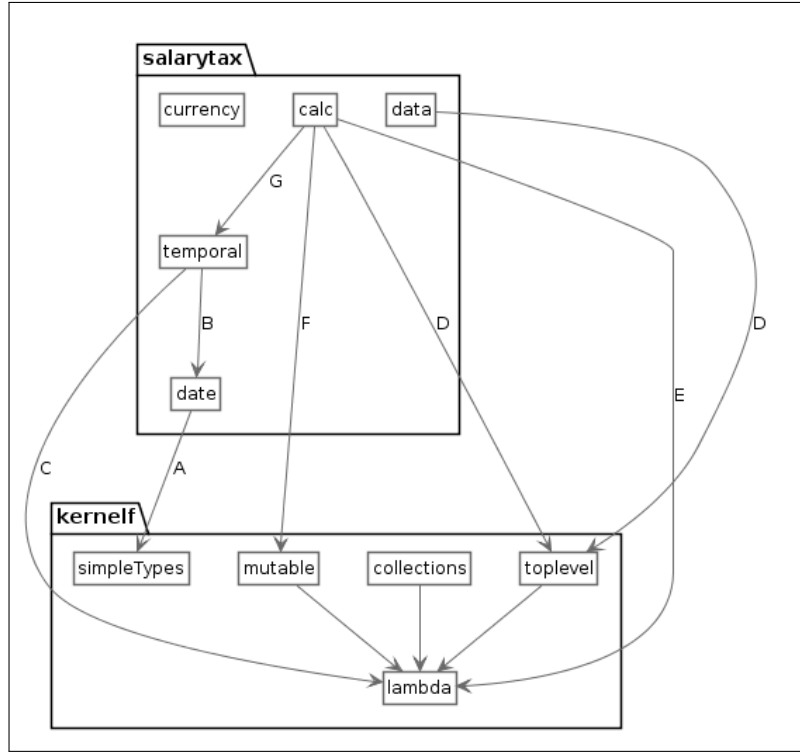 salarytax
currency
calc
data
G
temporal
B
F
D
D
date
E
C
A
kernelf
simpleTypes
mutable
collections
toplevel
lambda